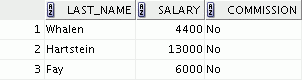 LAST_NAME SALARY COMMISSION
1 Whalen 4400 No
2 Hartstein 13000 No
3 Fay 6000 No